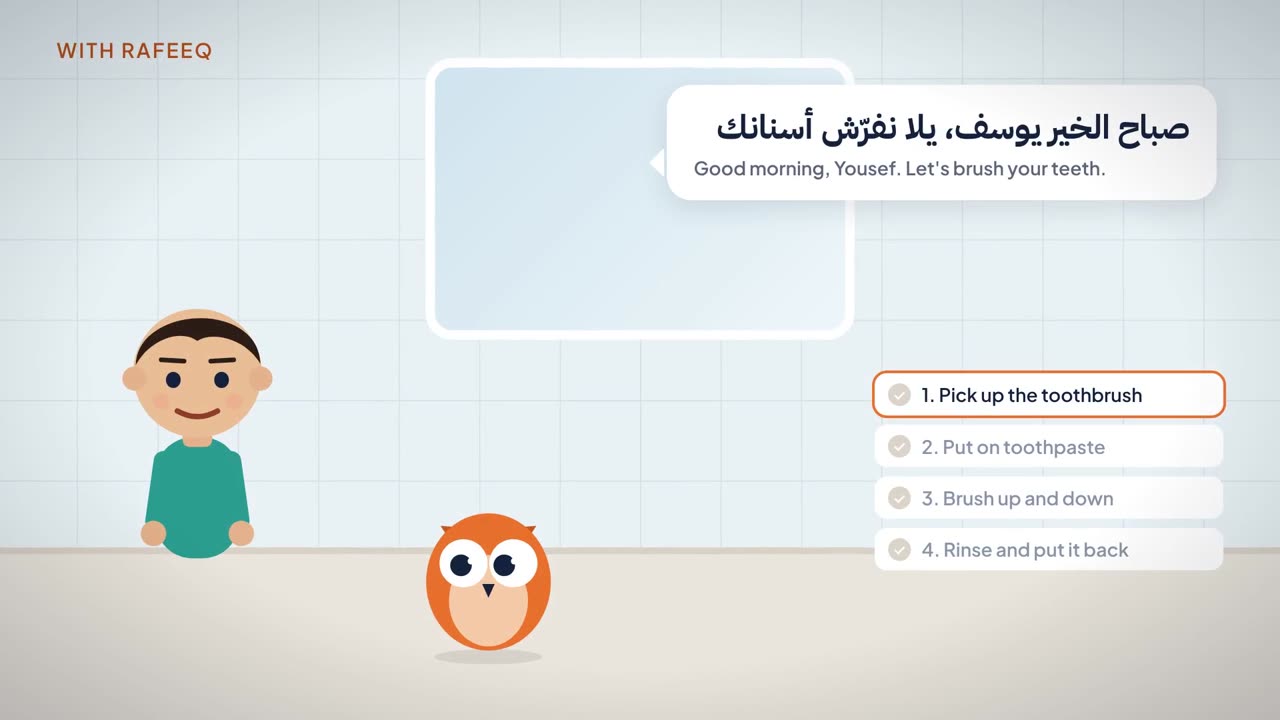 WITH RAFEEQ
صباح الخير يوسف، يلا نفرّش أسنانك
Good morning, Yousef. Let's brush your teeth.
1. Pick up the toothbrush
2. Put on toothpaste
3. Brush up and down
4. Rinse and put it back